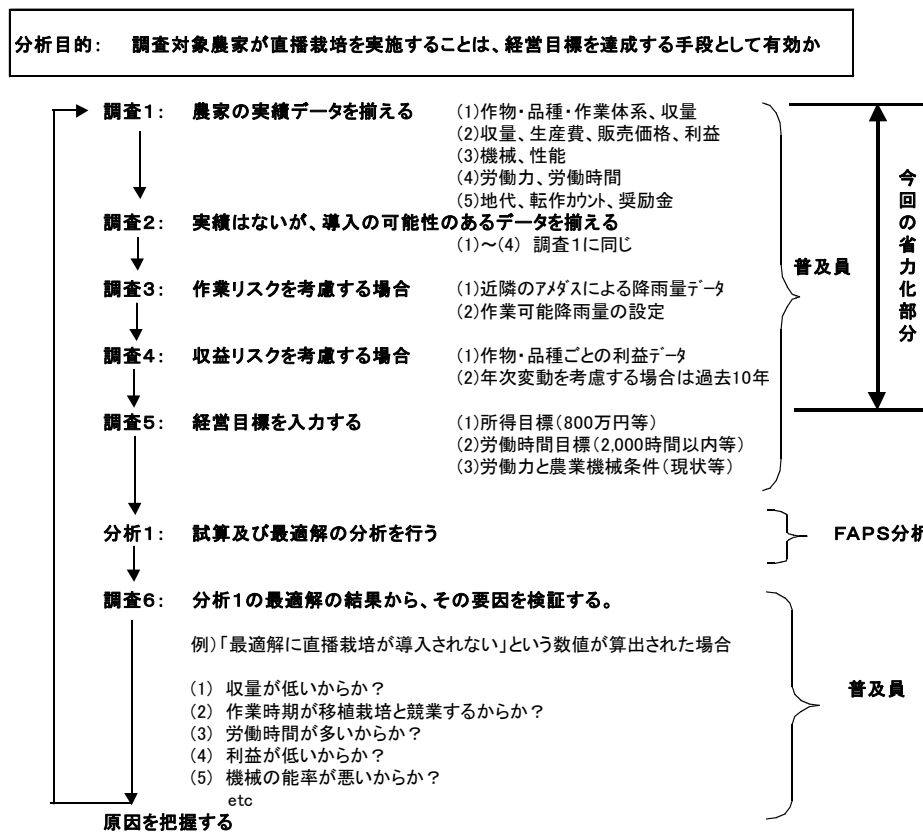 分析目的： 調査対象農家が直播栽培を実施することは、経営目標を達成する手段として有効か
調査１： 農家の実績データを揃える
(1)作物・品種・作業体系、収量
(2)収量、生産費、販売価格、利益
(3)機械、性能
(4)労働力、労働時間
(5)地代、転作カウント、奨励金
調査２： 実績はないが、導入の可能性のあるデータを揃える
(1)～(4) 調査1に同じ
調査３： 作業リスクを考慮する場合
(1)近隣のアメダスによる降雨量データ
(2)作業可能降雨量の設定
調査４： 収益リスクを考慮する場合
(1)作物・品種ごとの利益データ
(2)年次変動を考慮する場合は過去10年
調査５： 経営目標を入力する
(1)所得目標(800万円等)
(2)労働時間目標(2,000時間以内等)
(3)労働力と農業機械条件(現状等)
普及員
今回の省力化部分
分析１： 試算及び最適解の分析を行う
FAPS分析
調査６： 分析１の最適解の結果から、その要因を検証する。
例)「最適解に直播栽培が導入されない」という数値が算出された場合
(1) 収量が低いからか？
(2) 作業時期が移植栽培と競業するからか？
(3) 労働時間が多いからか？
(4) 利益が低いからか？
(5) 機械の能率が悪いからか？
etc
普及員
原因を把握する